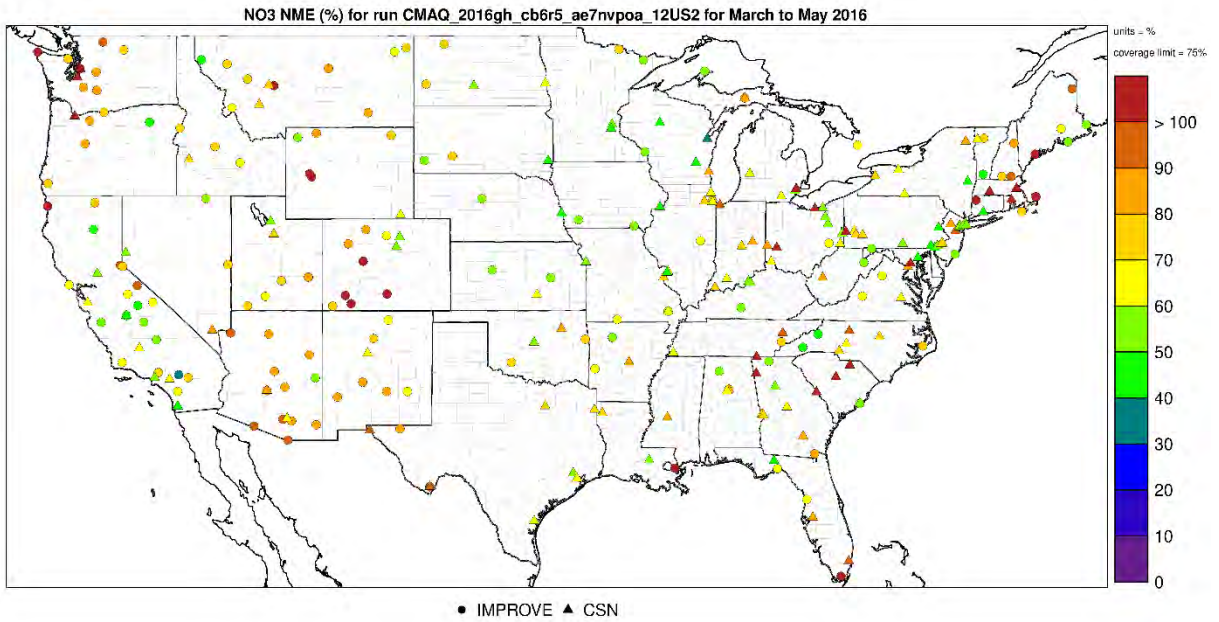 NO3 NME (%) for run CMAQ_2016gh_cb6r5_ae7nvpoa_12US2 for March to May 2016
units = %
coverage limit = 75%
> 100
90
80
70
60
50
40
30
20
10
0
IMPROVE CSN